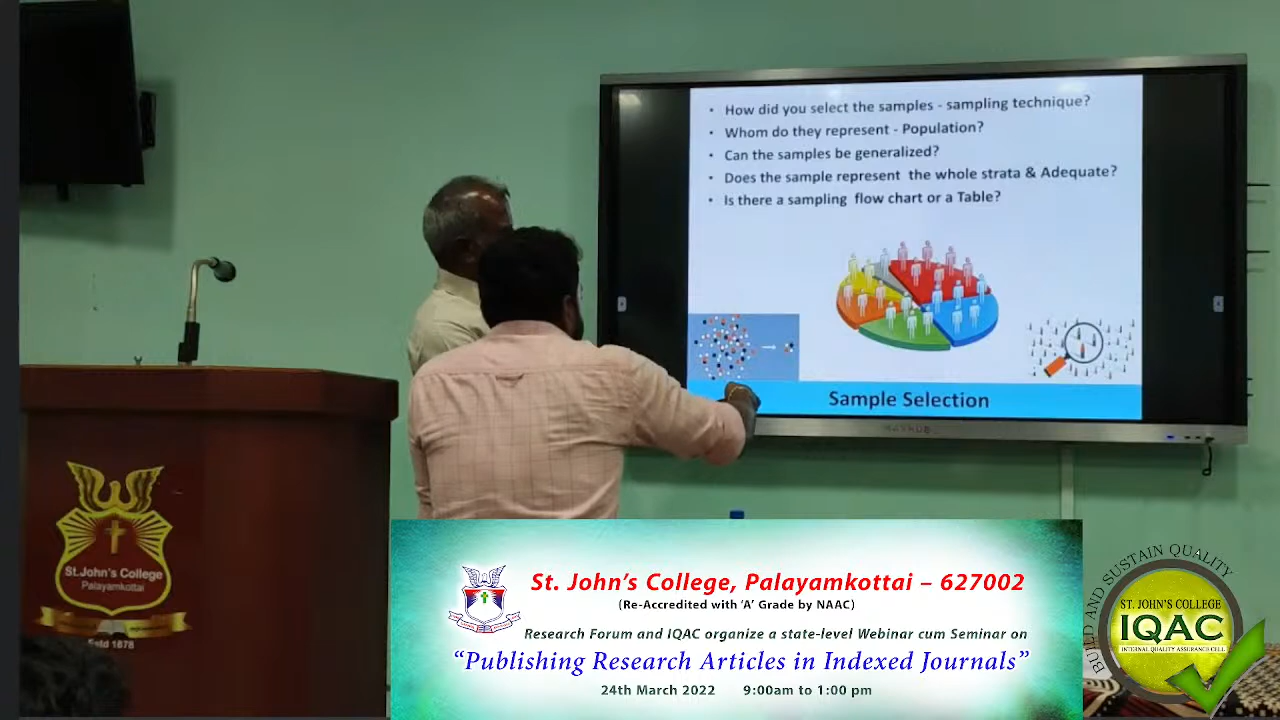 • How did you select the samples - sampling technique?
• Whom do they represent - Population?
• Can the samples be generalized?
• Does the sample represent the whole strata & Adequate?
• Is there a sampling flow chart or a Table?
Sample Selection
St.John's College
Palayamkottai
Estd 1878
St. John's College, Palayamkottai – 627002
(Re-Accredited with 'A' Grade by NAAC)
Research Forum and IQAC organize a state-level Webinar cum Seminar on
"Publishing Research Articles in Indexed Journals"
24th March 2022 9:00am to 1:00 pm
BUILD AND SUSTAIN QUALITY
ST. JOHN'S COLLEGE
IQAC
INTERNAL QUALITY ASSURANCE CELL